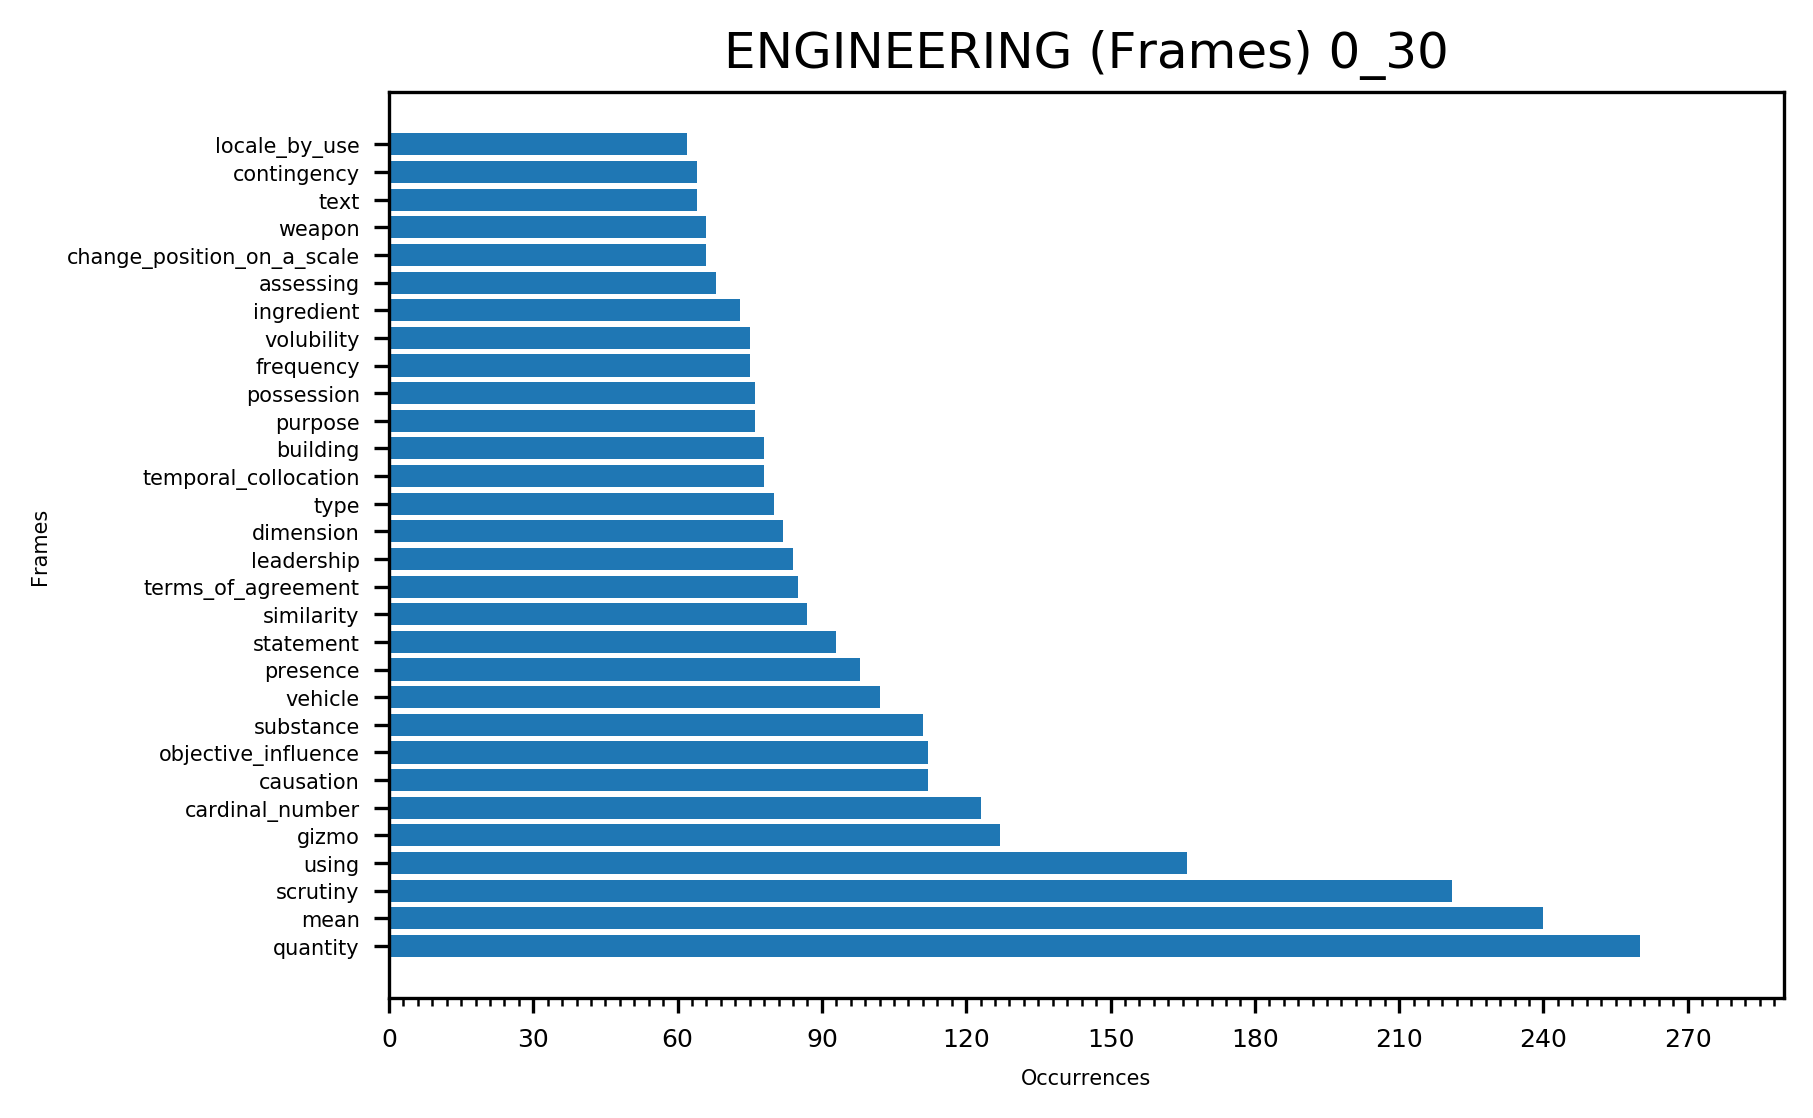 ENGINEERING (Frames) 0_30
locale_by_use
contingency
text
weapon
change_position_on_a_scale
assessing
ingredient
volubility
frequency
possession
purpose
building
temporal_collocation
type
dimension
leadership
terms_of_agreement
similarity
statement
presence
vehicle
substance
objective_influence
causation
cardinal_number
gizmo
using
scrutiny
mean
quantity
Frames
0 30 60 90 120 150 180 210 240 270
Occurrences